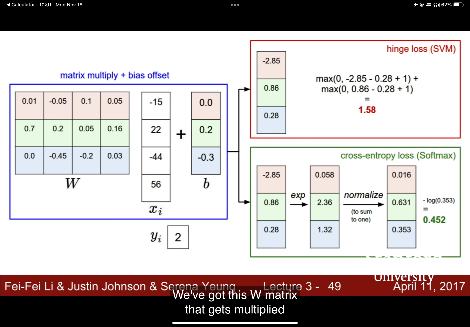 hinge loss (SVM)
matrix multiply + bias offset
0.01 -0.05 0.1 0.05
0.7 0.2 0.05 0.16
0.0 -0.45 -0.2 0.03
W
-15
22
-44
56
xi
+
0.0
0.2
-0.3
b
yi 2
-2.85
0.86
0.28
max(0, -2.85 - 0.28 + 1) +
max(0, 0.86 - 0.28 + 1)
=
1.58
cross-entropy loss (Softmax)
-2.85
0.86
0.28
exp
0.058
2.36
1.32
normalize
(to sum
to one)
0.016
0.631
0.353
- log(0.353)
=
0.452
University
Fei-Fei Li & Justin Johnson & Serena Yeung Lecture 3 - 49 April 11, 2017
We've got this W matrix
that gets multiplied